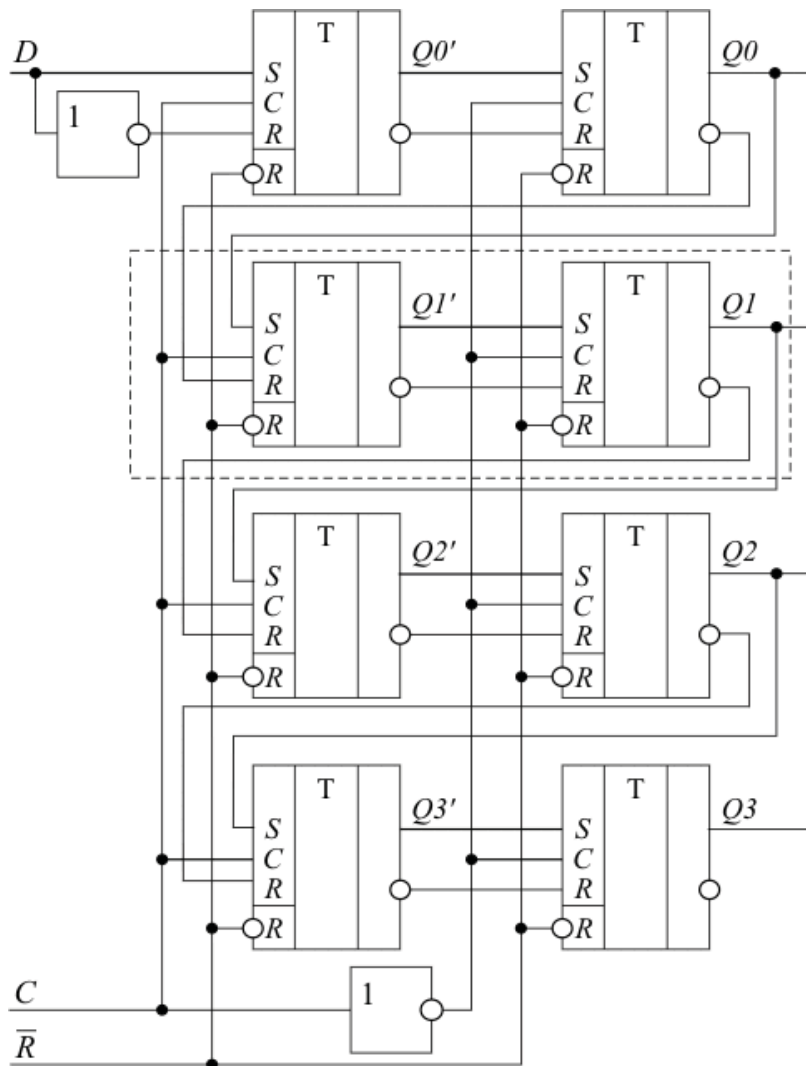 T T
D Q0' Q0
S S
C C
1 R R
R R
T T
Q1' Q1
S S
C C
R R
R R
T T
Q2' Q2
S S
C C
R R
R R
T T
Q3' Q3
S S
C C
R R
R R
C 1
R̅